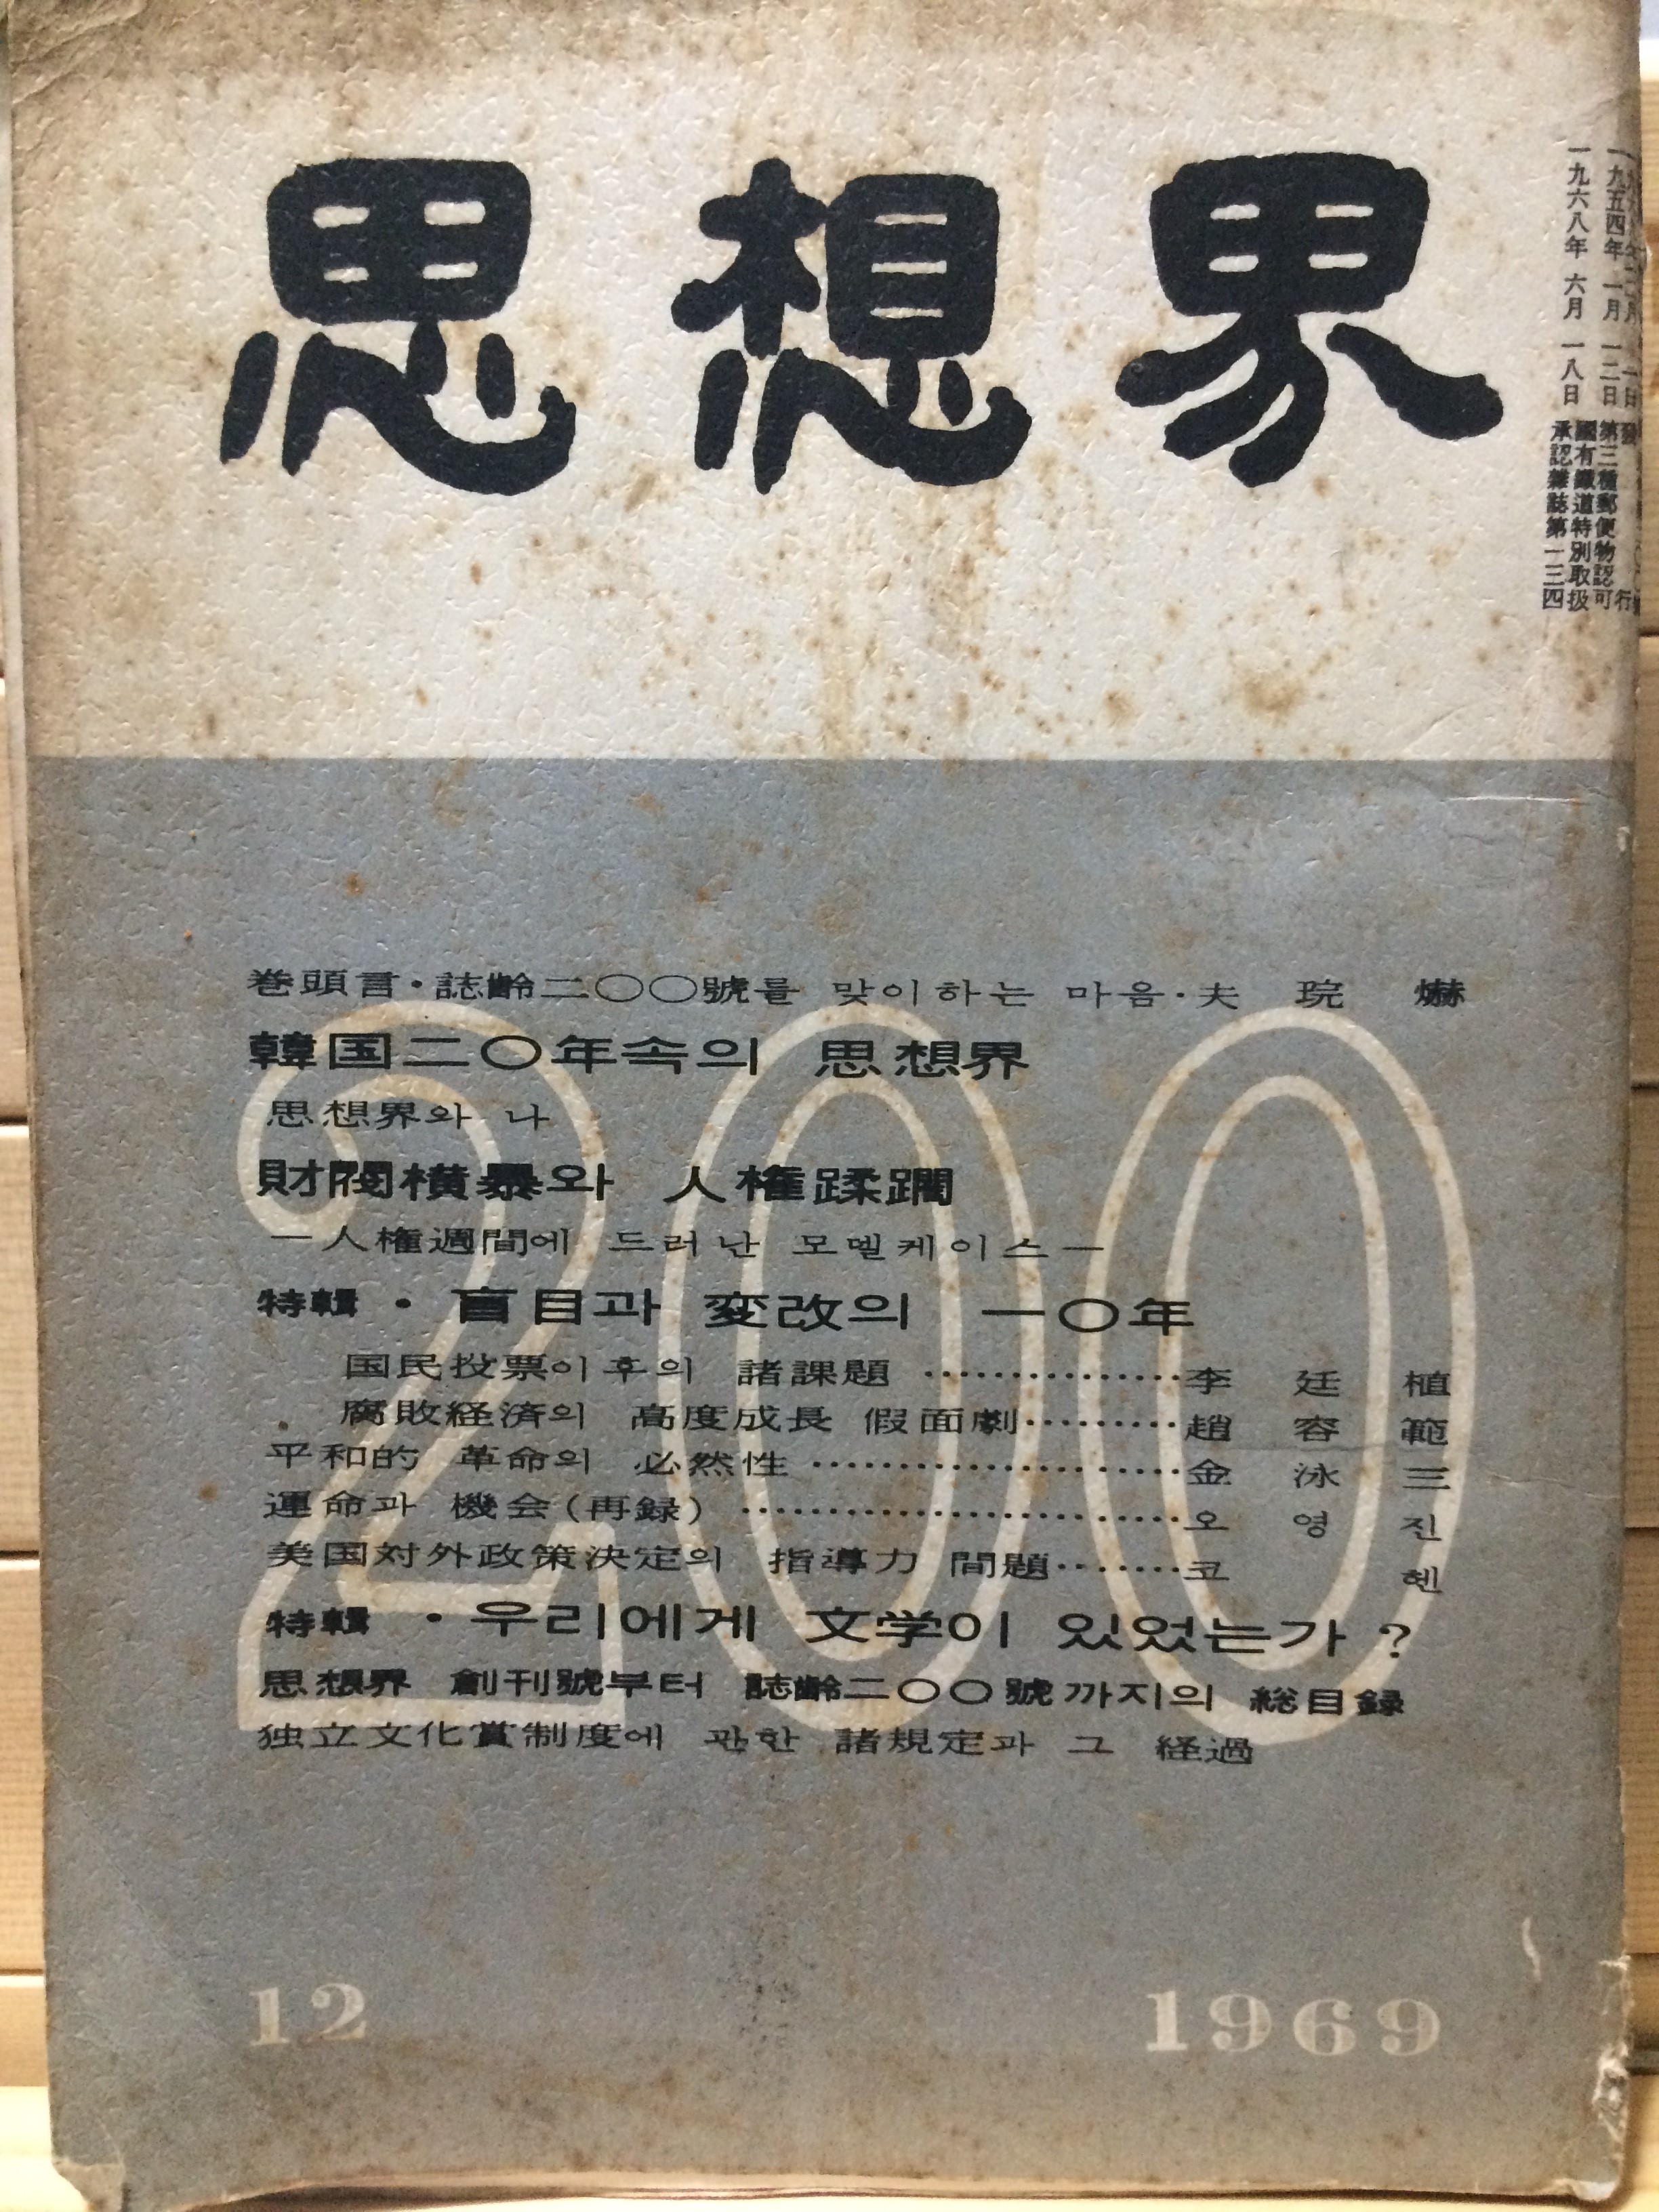 思想界
一九五四年 一月 一二日 第三種郵便物認可
國有鐵道特別取扱
一九六八年 六月 一八日 承認雜誌第一三四
200
巻頭言·誌齡二〇〇號를 맞이하는 마음·夫 琓 爀
韓国二〇年속의 思想界
思想界와 나
財閥橫暴와 人権蹂躙
—人権週間에 드러난 모델케이스—
特輯 · 盲目과 変改의 一〇年
国民投票이후의 諸課題 ················李 廷 植
腐敗経済의 高度成長 假面劇·········趙 容 範
平和的 革命의 必然性 ······················金 泳 三
運命과 機会(再録) ··························오 영 진
美国対外政策決定의 指導力 問題·······코 헨
特輯 · 우리에게 文学이 있었는가?
思想界 創刊號부터 誌齡二〇〇號까지의 総目録
独立文化賞制度에 관한 諸規定과 그 経過
12 1969